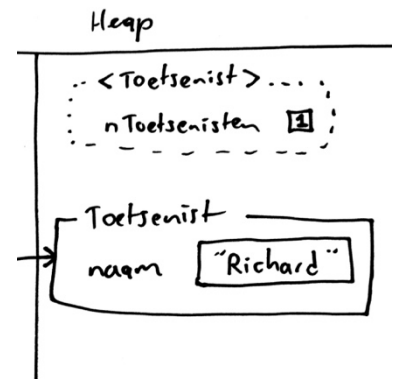 Heap
<Toetsenist>
nToetsenisten 1
Toetsenist
naam "Richard"